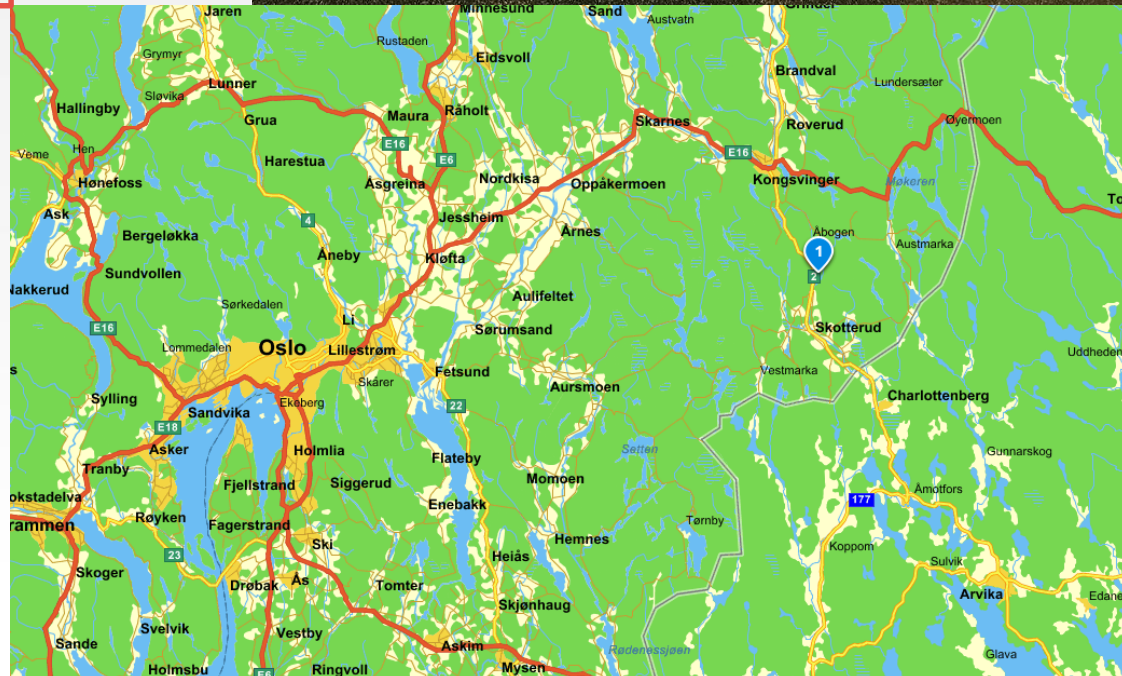 Jaren
Minnesund
Sand
Austvatn
Rustaden
Grymyr
Eidsvoll
Brandval
Lundersæter
Lunner
Sløvika
Hallingby
Råholt
Maura
Grua
Skarnes
Roverud
Øyermoen
Hen
Veme
E16
E6
E16
Harestua
Hønefoss
Åsgreina
Nordkisa
Oppåkermoen
Kongsvinger
Møkeren
Ask
4
Jessheim
Årnes
Åbogen
Bergeløkka
Austmarka
1
Åneby
Kløfta
Sundvollen
2
Nakkerud
Aulifeltet
Sørkedalen
Li
E16
Sørumsand
Skotterud
Oslo
Lommedalen
Lillestrøm
Uddheden
Fetsund
Vestmarka
Skårer
Aursmoen
Sylling
Ekeberg
Charlottenberg
22
Sandvika
E18
Asker
Holmlia
Setten
Gunnarskog
Flateby
Tranby
Fjellstrand
Siggerud
Momoen
Åmotfors
okstadelva
177
Enebakk
Røyken
Fagerstrand
Tørnby
rammen
Ski
Hemnes
Koppom
23
Heiås
Sulvik
Skoger
Ås
Drøbak
Tomter
Arvika
Edane
Skjønhaug
Svelvik
Vestby
Sande
Askim
Rødenessjøen
Glava
Holmsbu
E6
Ringvoll
Mysen